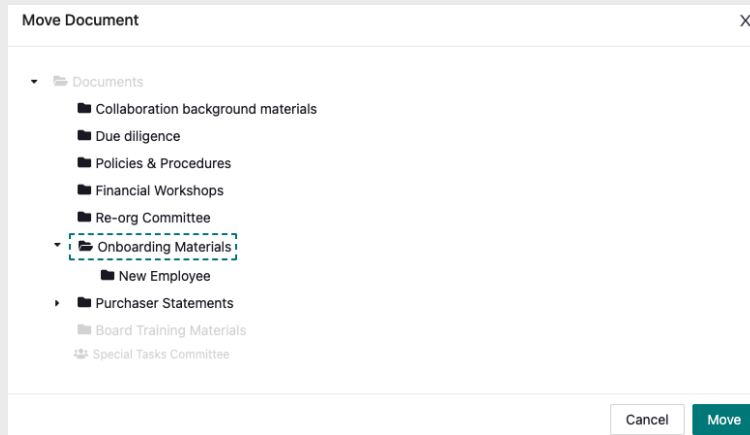 Move Document
X
Documents
Collaboration background materials
Due diligence
Policies & Procedures
Financial Workshops
Re-org Committee
Onboarding Materials
New Employee
Purchaser Statements
Board Training Materials
Special Tasks Committee
Cancel Move